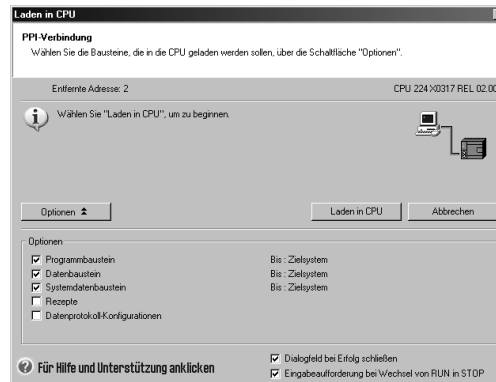 Laden in CPU
PPI-Verbindung
Wählen Sie die Bausteine, die in die CPU geladen werden sollen, über die Schaltfläche "Optionen".
Entfernte Adresse: 2
CPU 224 X0317 REL 02.00
Wählen Sie "Laden in CPU", um zu beginnen.
Optionen
Laden in CPU
Abbrechen
Optionen
Programmbaustein Bis : Zielsystem
Datenbaustein Bis : Zielsystem
Systemdatenbaustein Bis : Zielsystem
Rezepte
Datenprotokoll-Konfigurationen
Für Hilfe und Unterstützung anklicken
Dialogfeld bei Erfolg schließen
Eingabeaufforderung bei Wechsel von RUN in STOP